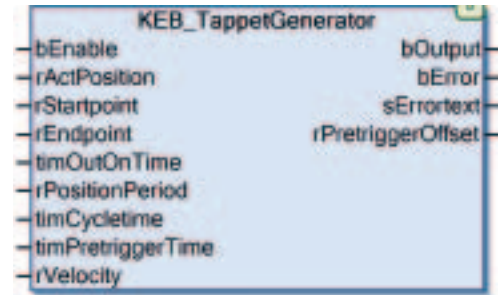 KEB_TappetGenerator
bEnable bOutput
rActPosition bError
rStartpoint sErrortext
rEndpoint rPretriggerOffset
timOutOnTime
rPositionPeriod
timCycletime
timPretriggerTime
rVelocity